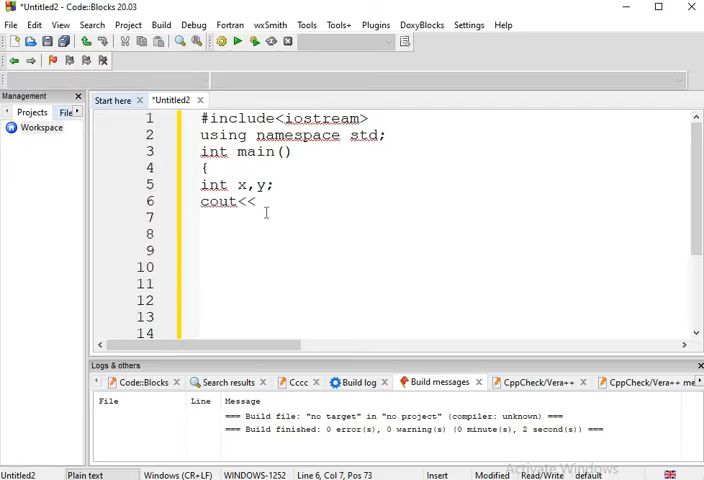 *Untitled2 - Code::Blocks 20.03
File Edit View Search Project Build Debug Fortran wxSmith Tools Tools+ Plugins DoxyBlocks Settings Help
Management
Start here *Untitled2
Projects File
Workspace
1 #include<iostream>
2 using namespace std;
3 int main()
4 {
5 int x,y;
6 cout<<
7
8
9
10
11
12
13
14
Logs & others
Code::Blocks Search results Cccc Build log Build messages CppCheck/Vera++ CppCheck/Vera++ me
File Line Message
=== Build file: "no target" in "no project" (compiler: unknown) ===
=== Build finished: 0 error(s), 0 warning(s) (0 minute(s), 2 second(s)) ===
Activate Windows
Untitled2 Plain text Windows (CR+LF) WINDOWS-1252 Line 6, Col 7, Pos 73 Insert Modified Read/Write default